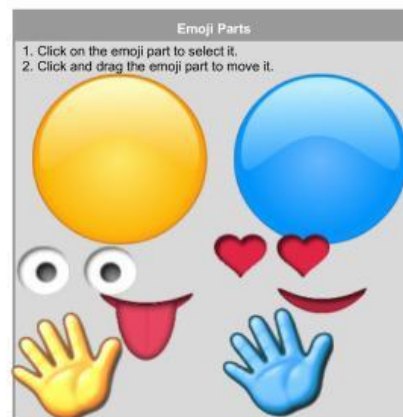 Emoji Parts
1. Click on the emoji part to select it.
2. Click and drag the emoji part to move it.